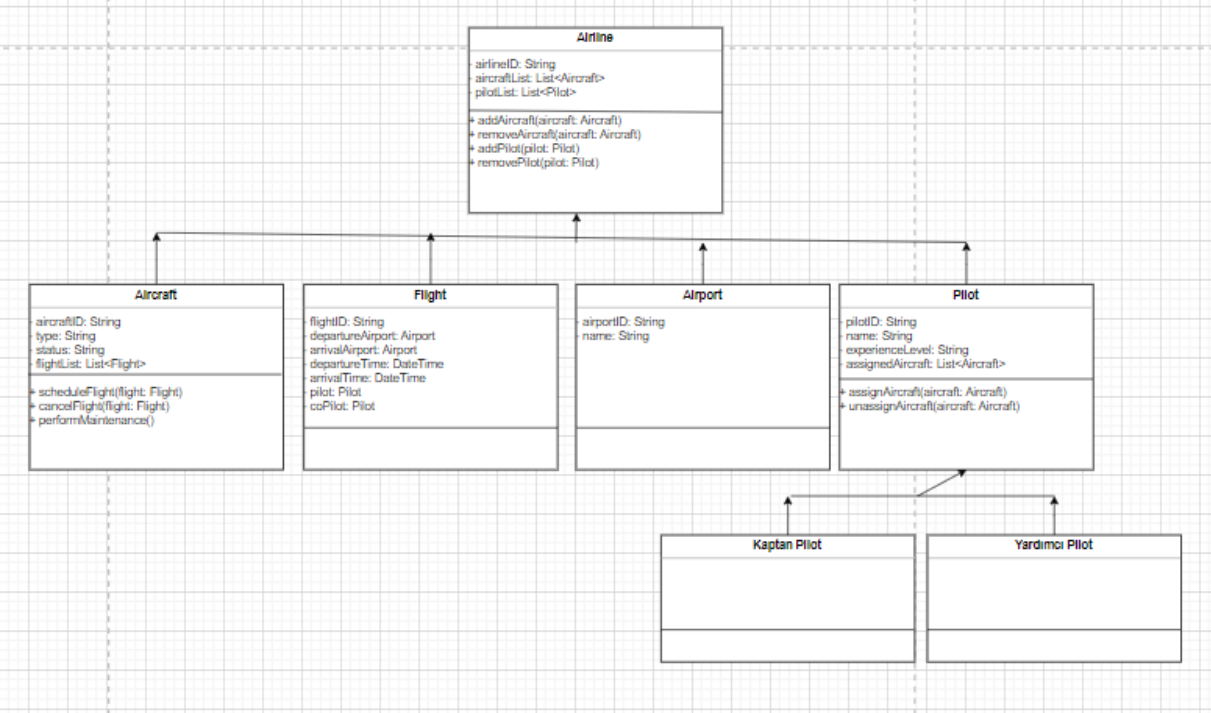 Airline
- airlineID: String
- aircraftList: List<Aircraft>
- pilotList: List<Pilot>
+ addAircraft(aircraft: Aircraft)
+ removeAircraft(aircraft: Aircraft)
+ addPilot(pilot: Pilot)
+ removePilot(pilot: Pilot)
Aircraft
- aircraftID: String
- type: String
- status: String
- flightList: List<Flight>
+ scheduleFlight(flight: Flight)
+ cancelFlight(flight: Flight)
+ performMaintenance()
Flight
- flightID: String
- departureAirport: Airport
- arrivalAirport: Airport
- departureTime: DateTime
- arrivalTime: DateTime
- pilot: Pilot
- coPilot: Pilot
Airport
- airportID: String
- name: String
Pilot
- pilotID: String
- name: String
- experienceLevel: String
- assignedAircraft: List<Aircraft>
+ assignAircraft(aircraft: Aircraft)
+ unassignAircraft(aircraft: Aircraft)
Kaptan Pilot
Yardımcı Pilot